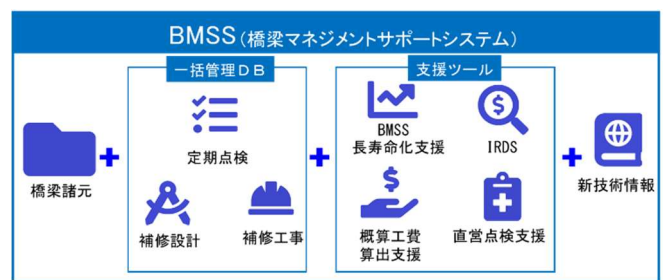 BMSS(橋梁マネジメントサポートシステム)
一括管理DB
支援ツール
橋梁諸元
定期点検
補修設計
補修工事
BMSS
長寿命化支援
IRDS
概算工費
算出支援
直営点検支援
新技術情報